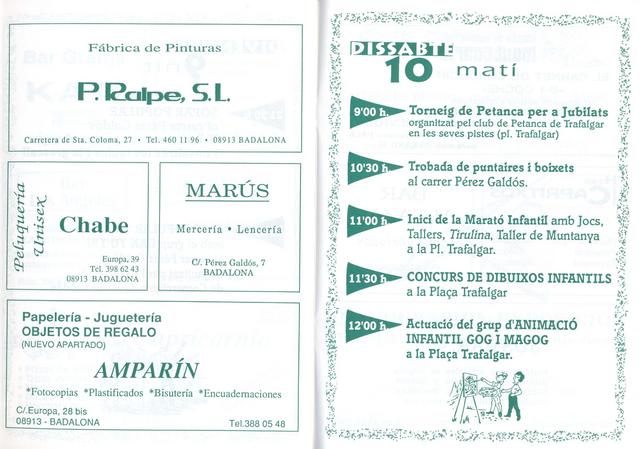 Fábrica de Pinturas
P. Ralpe, S.L.
Carretera de Sta. Coloma, 27 • Tel. 460 11 96 • 08913 BADALONA
Peluquería
Unisex
Chabe
Europa, 39
Tel. 398 62 43
08913 BADALONA
MARÚS
Mercería • Lencería
C/. Pérez Galdós, 7
BADALONA
Papelería - Juguetería
OBJETOS DE REGALO
(NUEVO APARTADO)
AMPARÍN
*Fotocopias *Plastificados *Bisutería *Encuadernaciones
C/.Europa, 28 bis
08913 - BADALONA
Tel.388 05 48
DISSABTE
10 matí
9'00 h. Torneig de Petanca per a Jubilats
organitzat pel club de Petanca de Trafalgar
en les seves pistes (pl. Trafalgar)
10'30 h. Trobada de puntaires i boixets
al carrer Pérez Galdós.
11'00 h. Inici de la Marató Infantil amb Jocs,
Tallers, Tirulina, Taller de Muntanya
a la Pl. Trafalgar.
11'30 h. CONCURS DE DIBUIXOS INFANTILS
a la Plaça Trafalgar
12'00 h. Actuació del grup d'ANIMACIÓ
INFANTIL GOG I MAGOG
a la Plaça Trafalgar.